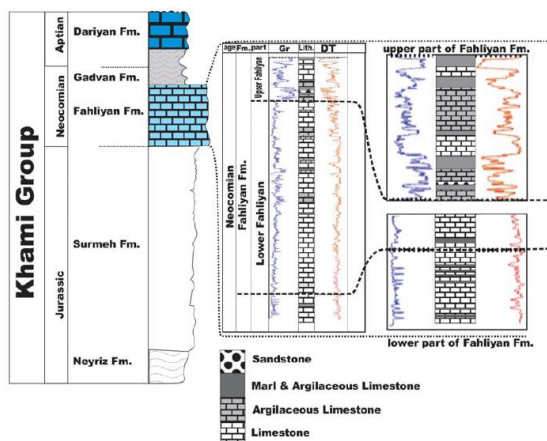 Khami Group
Aptian
Neocomian
Jurassic
Dariyan Fm.
Gadvan Fm.
Fahliyan Fm.
Surmeh Fm.
Neyriz Fm.
age Fm. part Gr Lith. DT
Upper Fahliyan
Lower Fahliyan
Neocomian
Fahliyan Fm.
upper part of Fahliyan Fm.
lower part of Fahliyan Fm.
Sandstone
Marl & Argilaceous Limestone
Argilaceous Limestone
Limestone